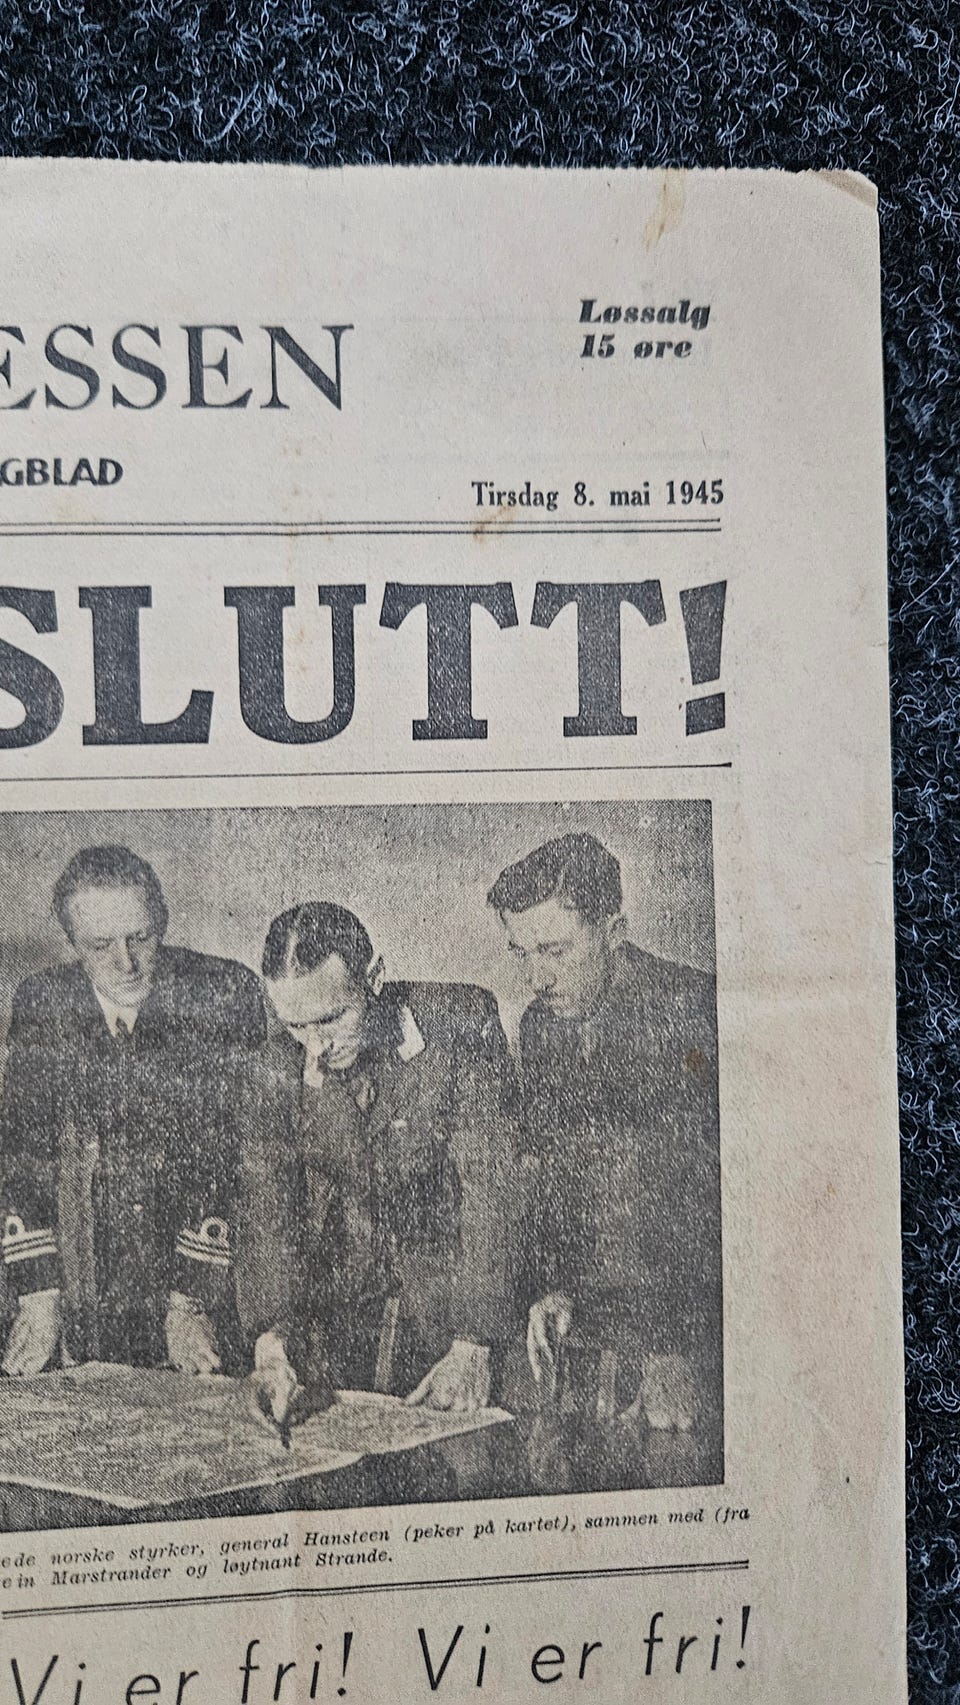 ESSEN
Løssalg
15 øre
GBLAD
Tirsdag 8. mai 1945
SLUTT!
ede norske styrker, general Hansteen (peker på kartet), sammen med (fra
ein Marstrander og løytnant Strande.
Vi er fri! Vi er fri!